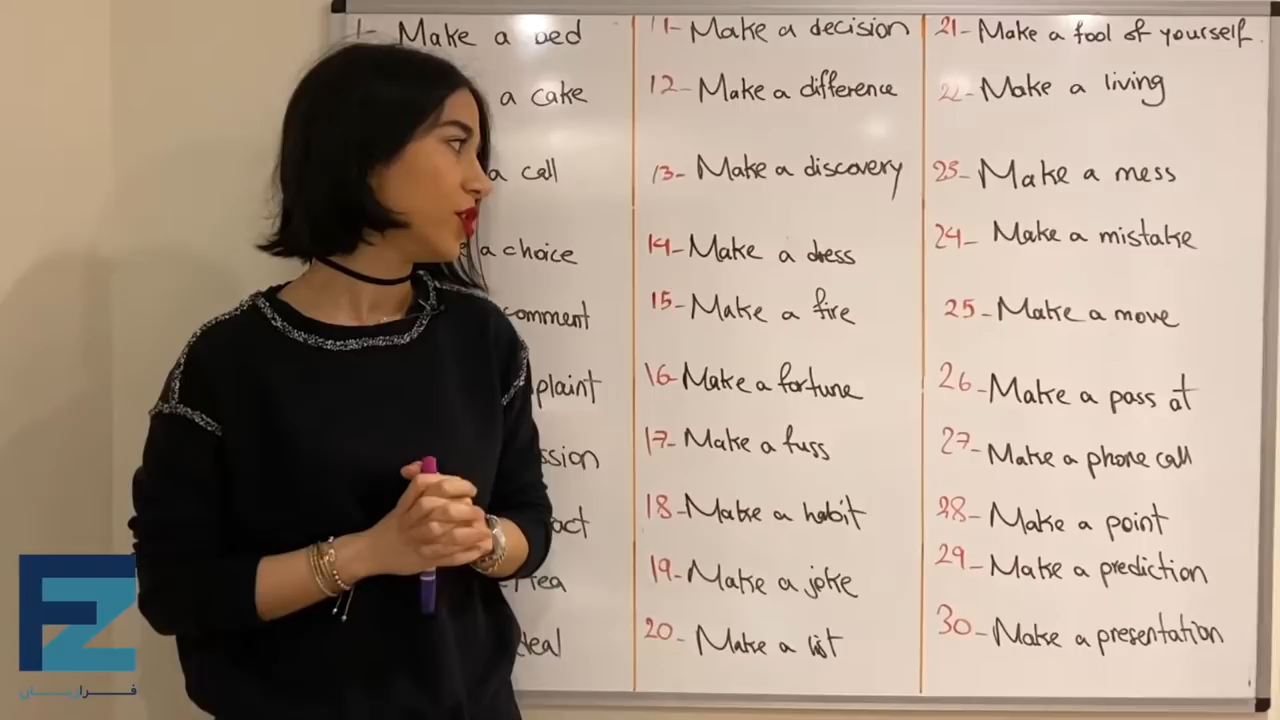 1- Make a bed
a cake
a call
a choice
comment
act
deal
11- Make a decision
12- Make a difference
13- Make a discovery
14- Make a dress
15- Make a fire
16- Make a fortune
17- Make a fuss
18- Make a habit
19- Make a joke
20- Make a list
21- Make a fool of yourself.
22- Make a living
23- Make a mess
24- Make a mistake
25- Make a move
26- Make a pass at
27- Make a phone call
28- Make a point
29- Make a prediction
30- Make a presentation
FZ
فرازبان